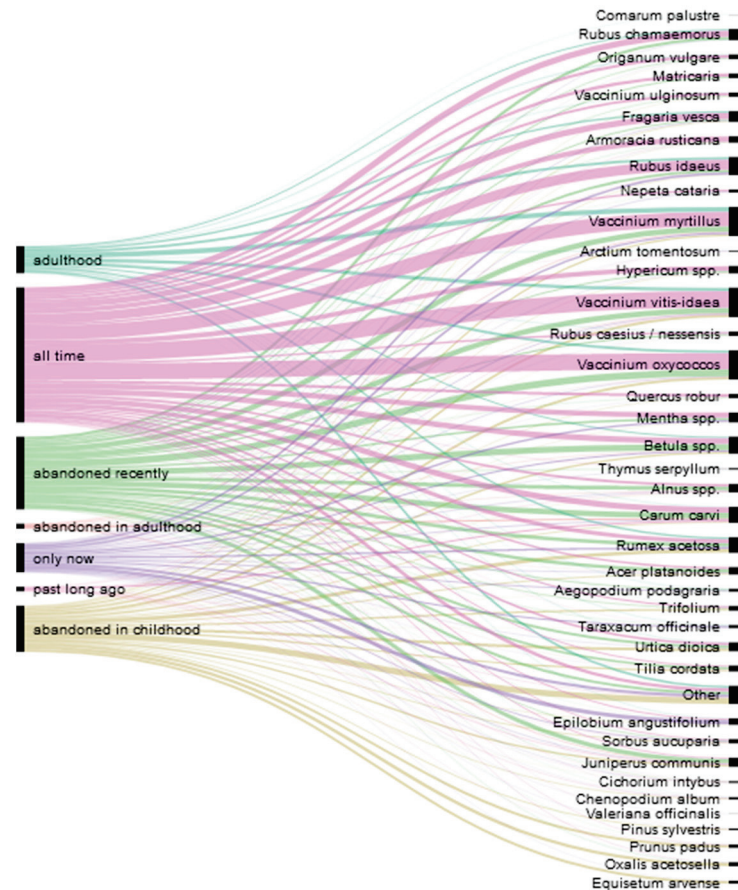 adulthood
all time
abandoned recently
abandoned in adulthood
only now
past long ago
abandoned in childhood
Comarum palustre
Rubus chamaemorus
Origanum vulgare
Matricaria
Vaccinium ulginosum
Fragaria vesca
Armoracia rusticana
Rubus idaeus
Nepeta cataria
Vaccinium myrtillus
Arctium tomentosum
Hypericum spp.
Vaccinium vitis-idaea
Rubus caesius / nessensis
Vaccinium oxycoccos
Quercus robur
Mentha spp.
Betula spp.
Thymus serpyllum
Alnus spp.
Carum carvi
Rumex acetosa
Acer platanoides
Aegopodium podagraria
Trifolium
Taraxacum officinale
Urtica dioica
Tilia cordata
Other
Epilobium angustifolium
Sorbus aucuparia
Juniperus communis
Cichorium intybus
Chenopodium album
Valeriana officinalis
Pinus sylvestris
Prunus padus
Oxalis acetosella
Equisetum arvense